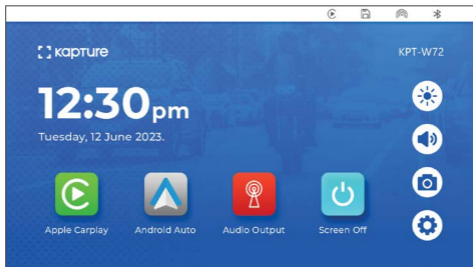 kapture
KPT-W72
12:30pm
Tuesday, 12 June 2023.
Apple Carplay
Android Auto
Audio Output
Screen Off